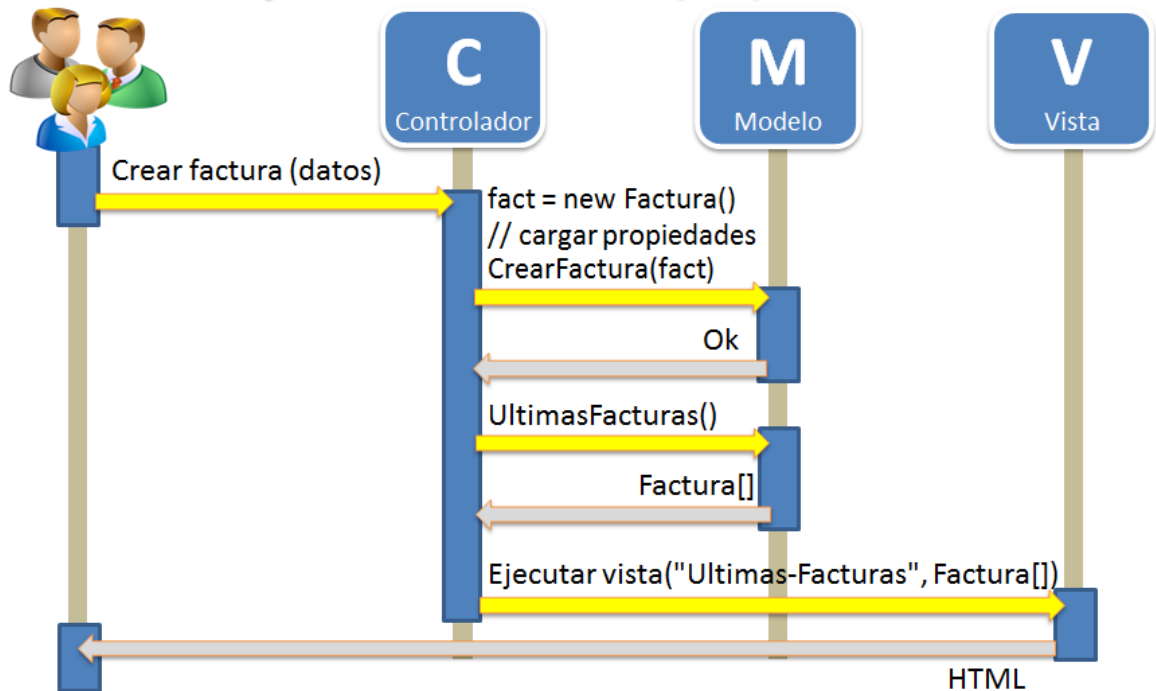 C
Controlador
M
Modelo
V
Vista
Crear factura (datos)
fact = new Factura()
// cargar propiedades
CrearFactura(fact)
Ok
UltimasFacturas()
Factura[]
Ejecutar vista("Ultimas-Facturas", Factura[])
HTML